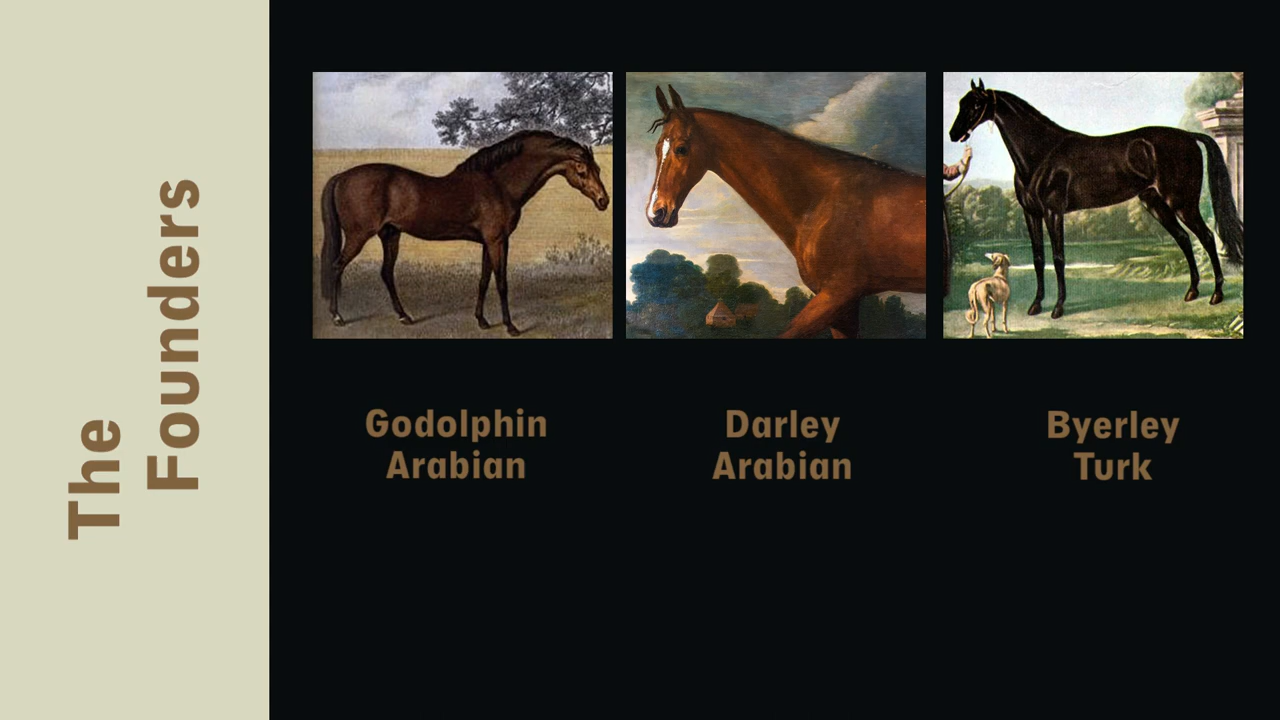 The
Founders
Godolphin
Arabian
Darley
Arabian
Byerley
Turk